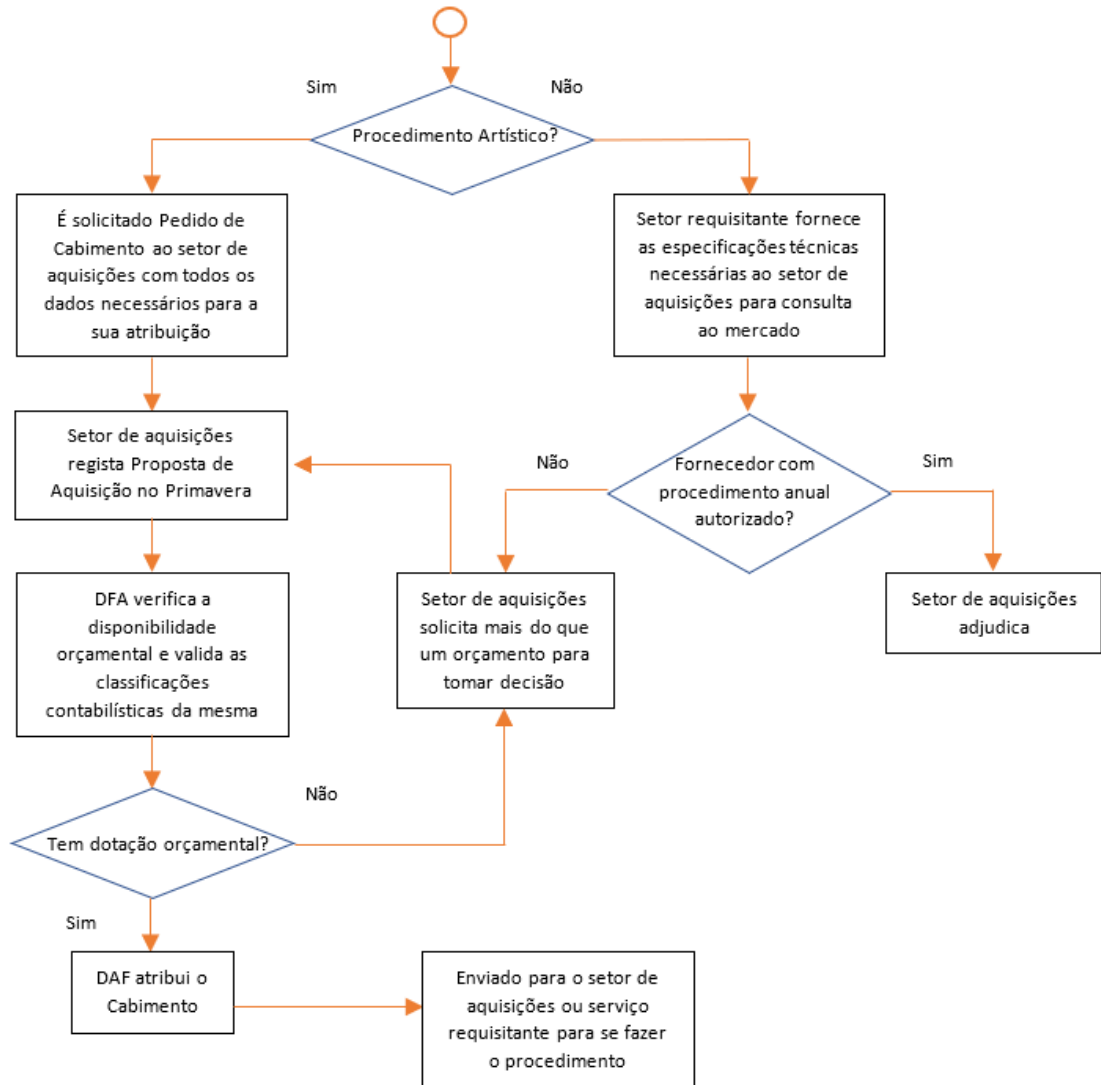 Sim
Não
Procedimento Artístico?
É solicitado Pedido de
Cabimento ao setor de
aquisições com todos os
dados necessários para a
sua atribuição
Setor requisitante fornece
as especificações técnicas
necessárias ao setor de
aquisições para consulta
ao mercado
Setor de aquisições
regista Proposta de
Aquisição no Primavera
Não
Fornecedor com
procedimento anual
autorizado?
Sim
DFA verifica a
disponibilidade
orçamental e valida as
classificações
contabilísticas da mesma
Setor de aquisições
solicita mais do que
um orçamento para
tomar decisão
Setor de aquisições
adjudica
Não
Tem dotação orçamental?
Sim
DAF atribui o
Cabimento
Enviado para o setor de
aquisições ou serviço
requisitante para se fazer
o procedimento